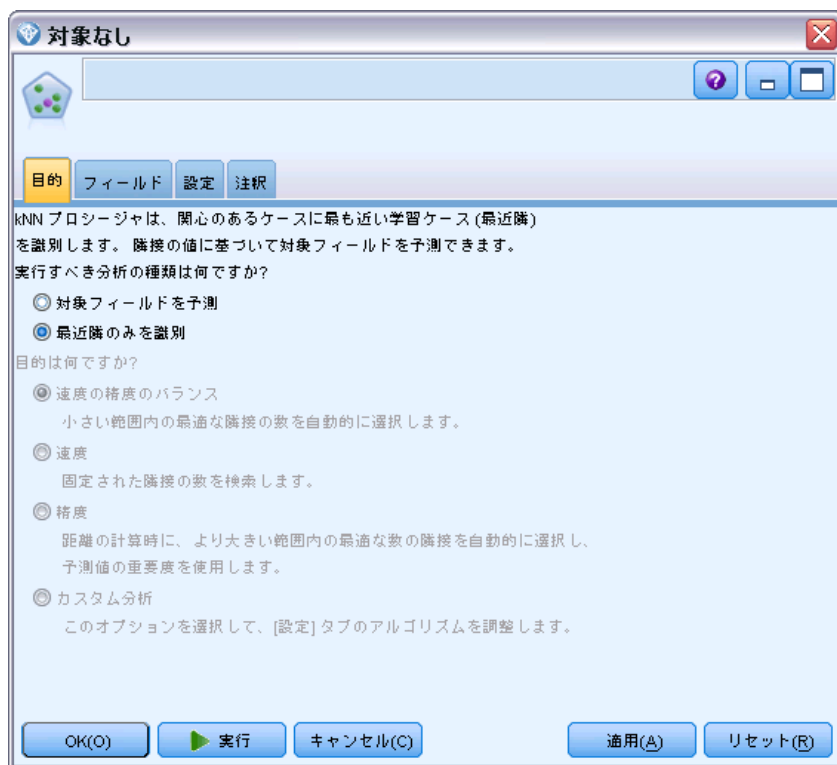 対象なし
目的 フィールド 設定 注釈
kNN プロシージャは、関心のあるケースに最も近い学習ケース (最近隣)
を識別します。 隣接の値に基づいて対象フィールドを予測できます。
実行すべき分析の種類は何ですか?
対象フィールドを予測
最近隣のみを識別
目的は何ですか?
速度の精度のバランス
小さい範囲内の最適な隣接の数を自動的に選択します。
速度
固定された隣接の数を検索します。
精度
距離の計算時に、より大きい範囲内の最適な数の隣接を自動的に選択し、
予測値の重要度を使用します。
カスタム分析
このオプションを選択して、[設定] タブのアルゴリズムを調整します。
OK(O) 実行 キャンセル(C) 適用(A) リセット(R)